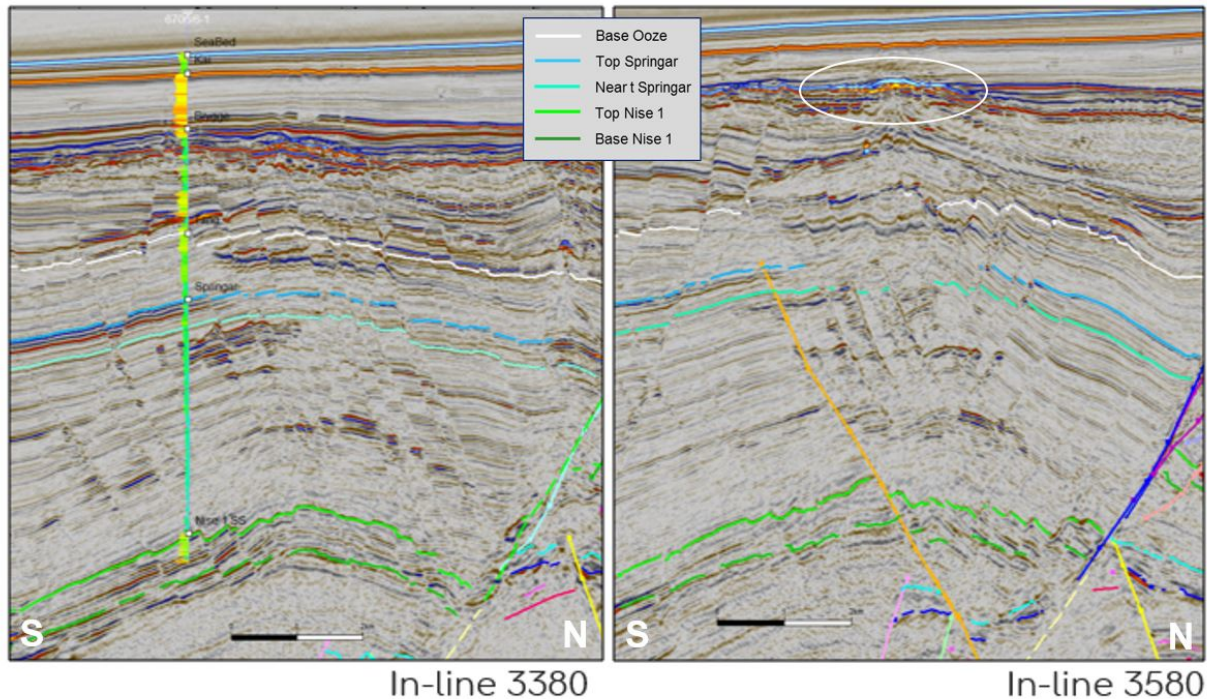 SeaBed
Kai
Base Ooze
Top Springar
Near t Springar
Top Nise 1
Base Nise 1
Springar
Nise 1 SS
S
N
S
N
In-line 3380
In-line 3580